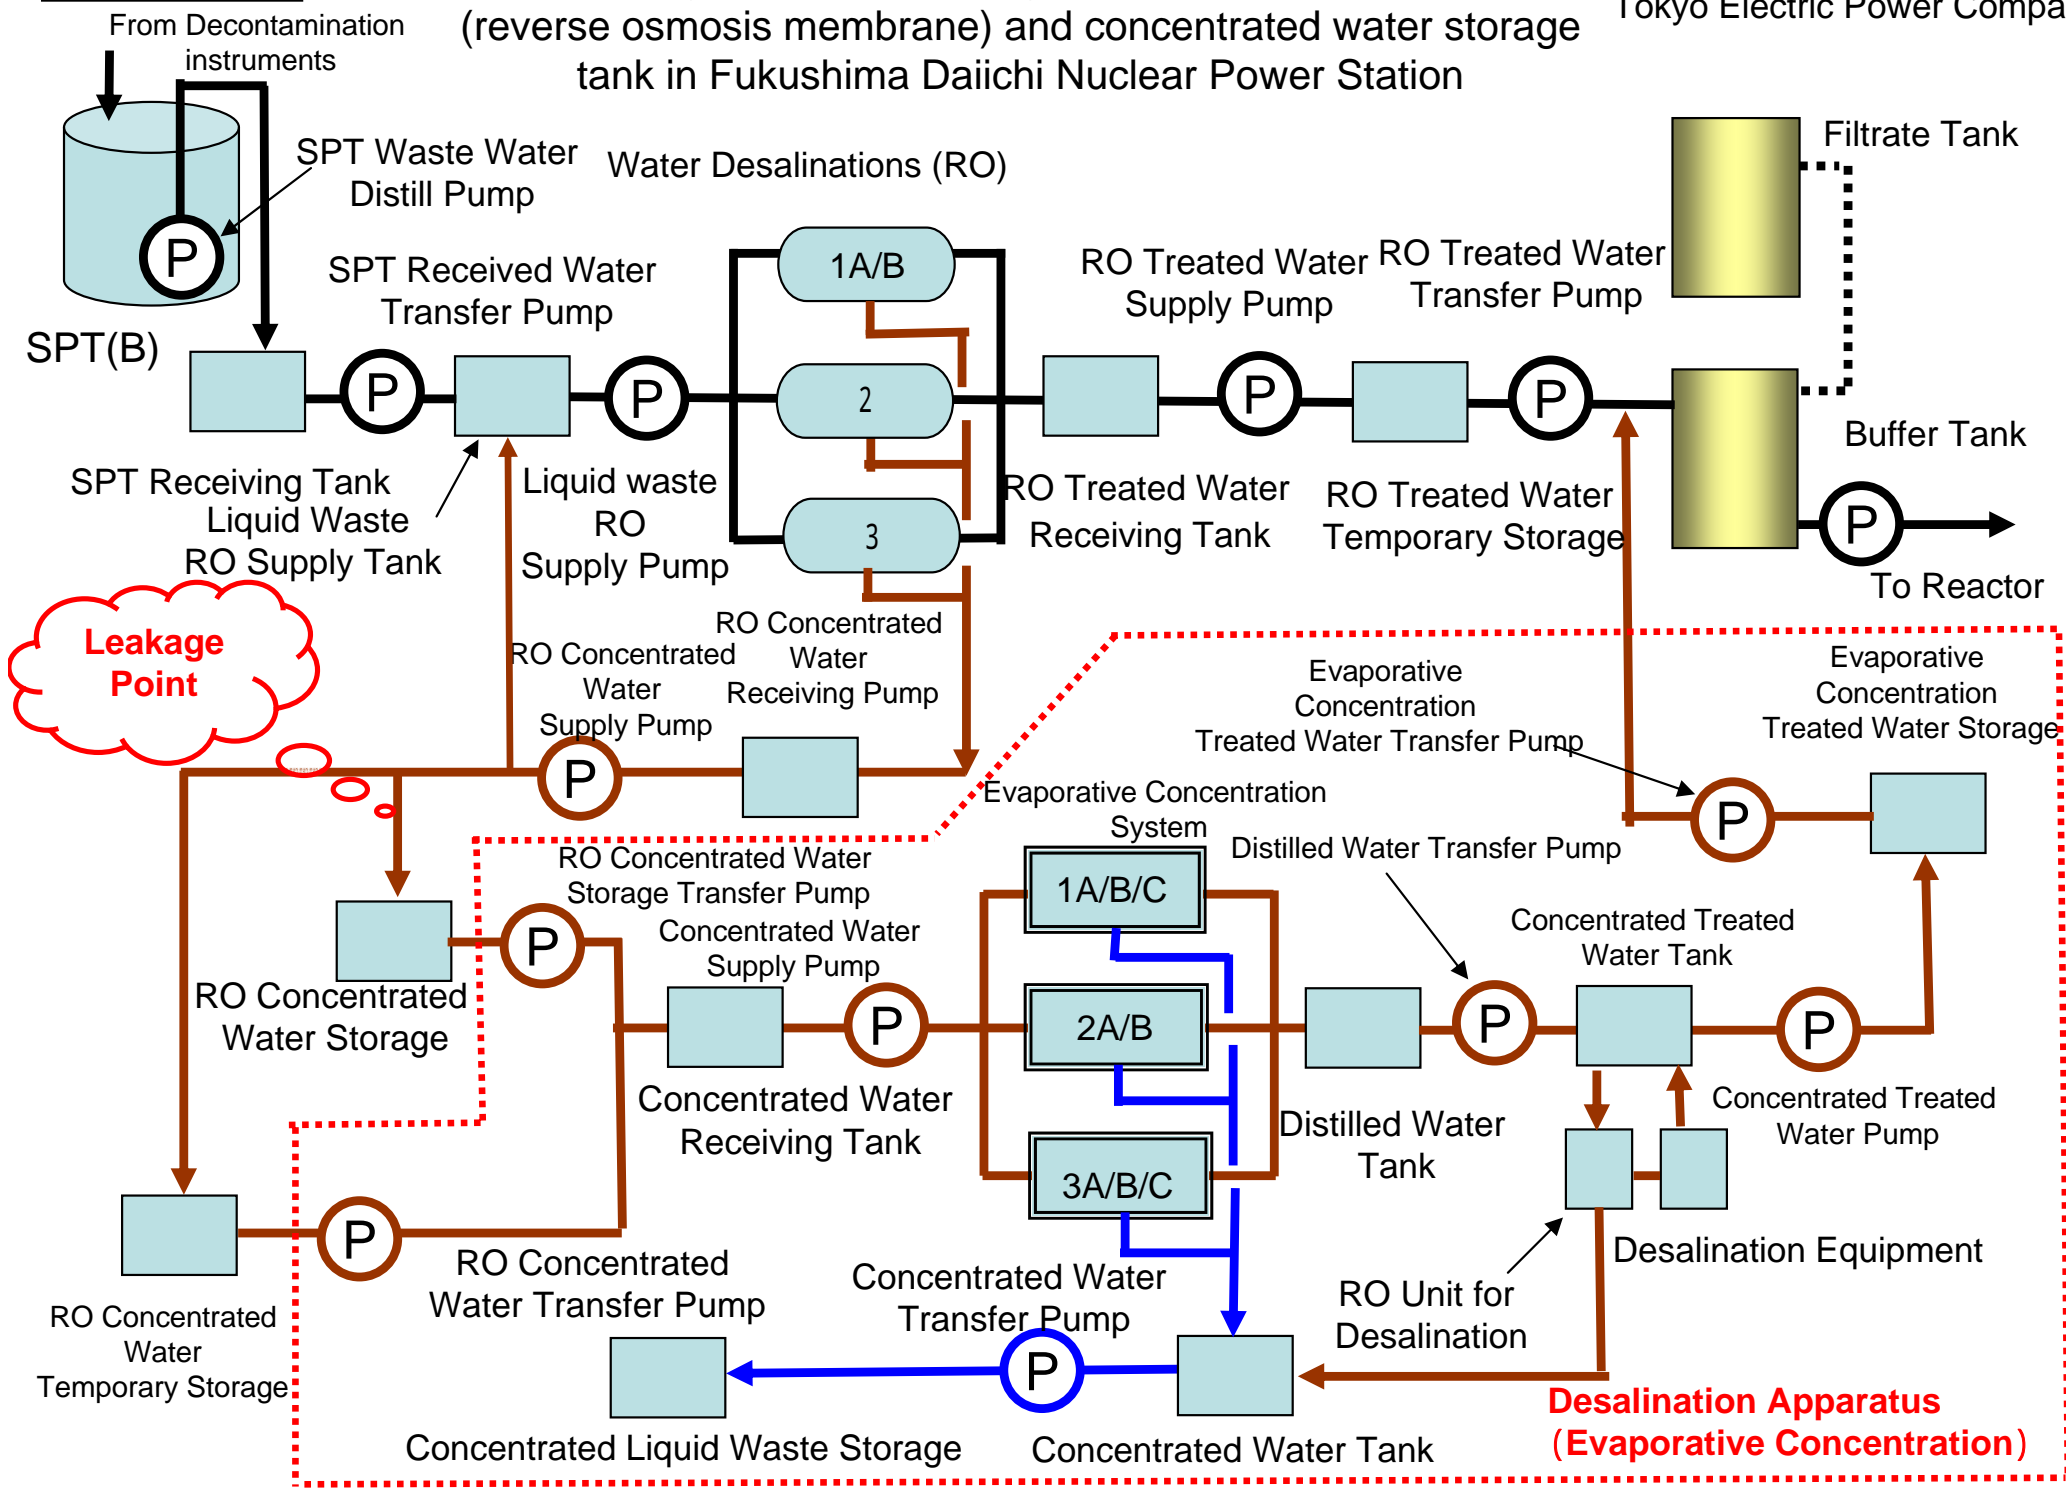 (reverse osmosis membrane) and concentrated water storage
tank in Fukushima Daiichi Nuclear Power Station
Tokyo Electric Power Compa
From Decontamination
instruments
SPT Waste Water
Distill Pump
P
SPT(B)
Water Desalinations (RO)
Filtrate Tank
SPT Received Water
Transfer Pump
1A/B
2
3
RO Treated Water
Supply Pump
RO Treated Water
Transfer Pump
P
P
P
P
Buffer Tank
P
To Reactor
SPT Receiving Tank
Liquid Waste
RO Supply Tank
Liquid waste
RO
Supply Pump
RO Treated Water
Receiving Tank
RO Treated Water
Temporary Storage
Leakage
Point
RO Concentrated
Water
Supply Pump
RO Concentrated
Water
Receiving Pump
P
Evaporative
Concentration
Treated Water Transfer Pump
Evaporative
Concentration
Treated Water Storage
P
Evaporative Concentration
System
1A/B/C
2A/B
3A/B/C
RO Concentrated Water
Storage Transfer Pump
P
Concentrated Water
Supply Pump
P
Distilled Water Transfer Pump
P
Concentrated Treated
Water Tank
P
RO Concentrated
Water Storage
Concentrated Water
Receiving Tank
Distilled Water
Tank
Concentrated Treated
Water Pump
P
RO Concentrated
Water Transfer Pump
RO Concentrated
Water
Temporary Storage
Concentrated Water
Transfer Pump
P
RO Unit for
Desalination
Desalination Equipment
Concentrated Liquid Waste Storage
Concentrated Water Tank
Desalination Apparatus
（Evaporative Concentration）